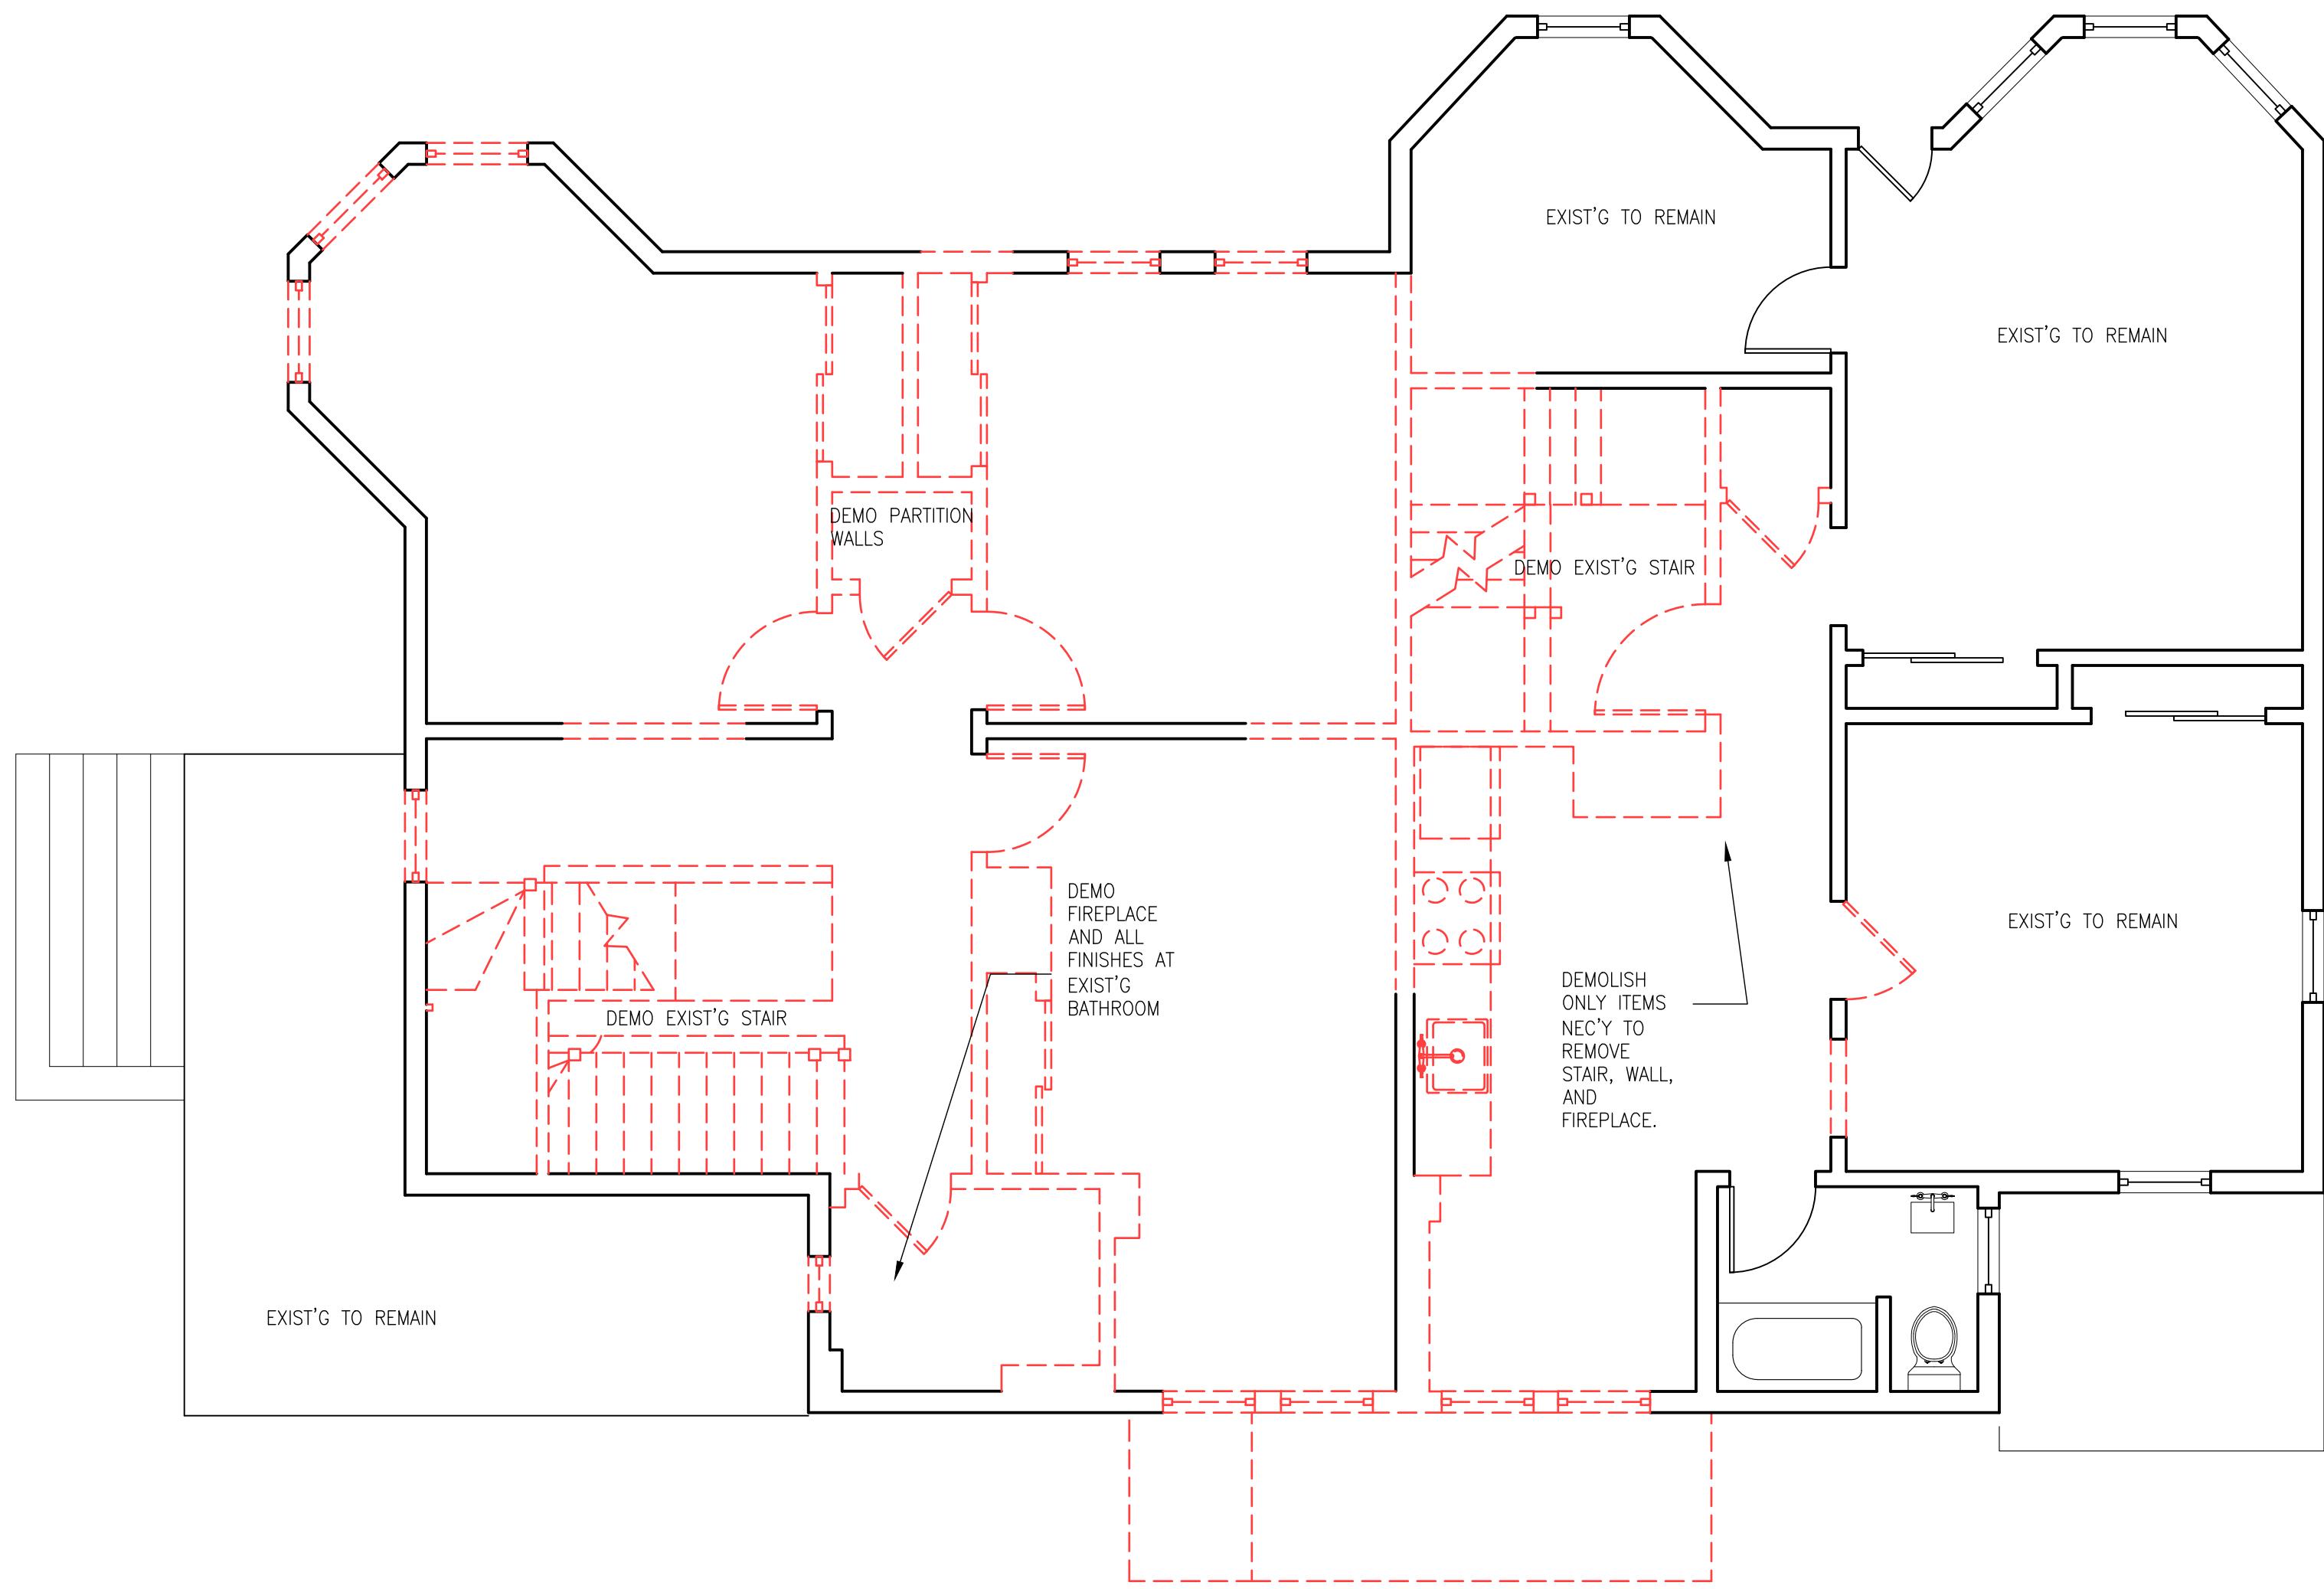 EXIST'G TO REMAIN
EXIST'G TO REMAIN
DEMO PARTITION
WALLS
DEMO EXIST'G STAIR
DEMO
FIREPLACE
AND ALL
FINISHES AT
EXIST'G
BATHROOM
EXIST'G TO REMAIN
DEMOLISH
ONLY ITEMS
NEC'Y TO
REMOVE
STAIR, WALL,
AND
FIREPLACE.
DEMO EXIST'G STAIR
EXIST'G TO REMAIN